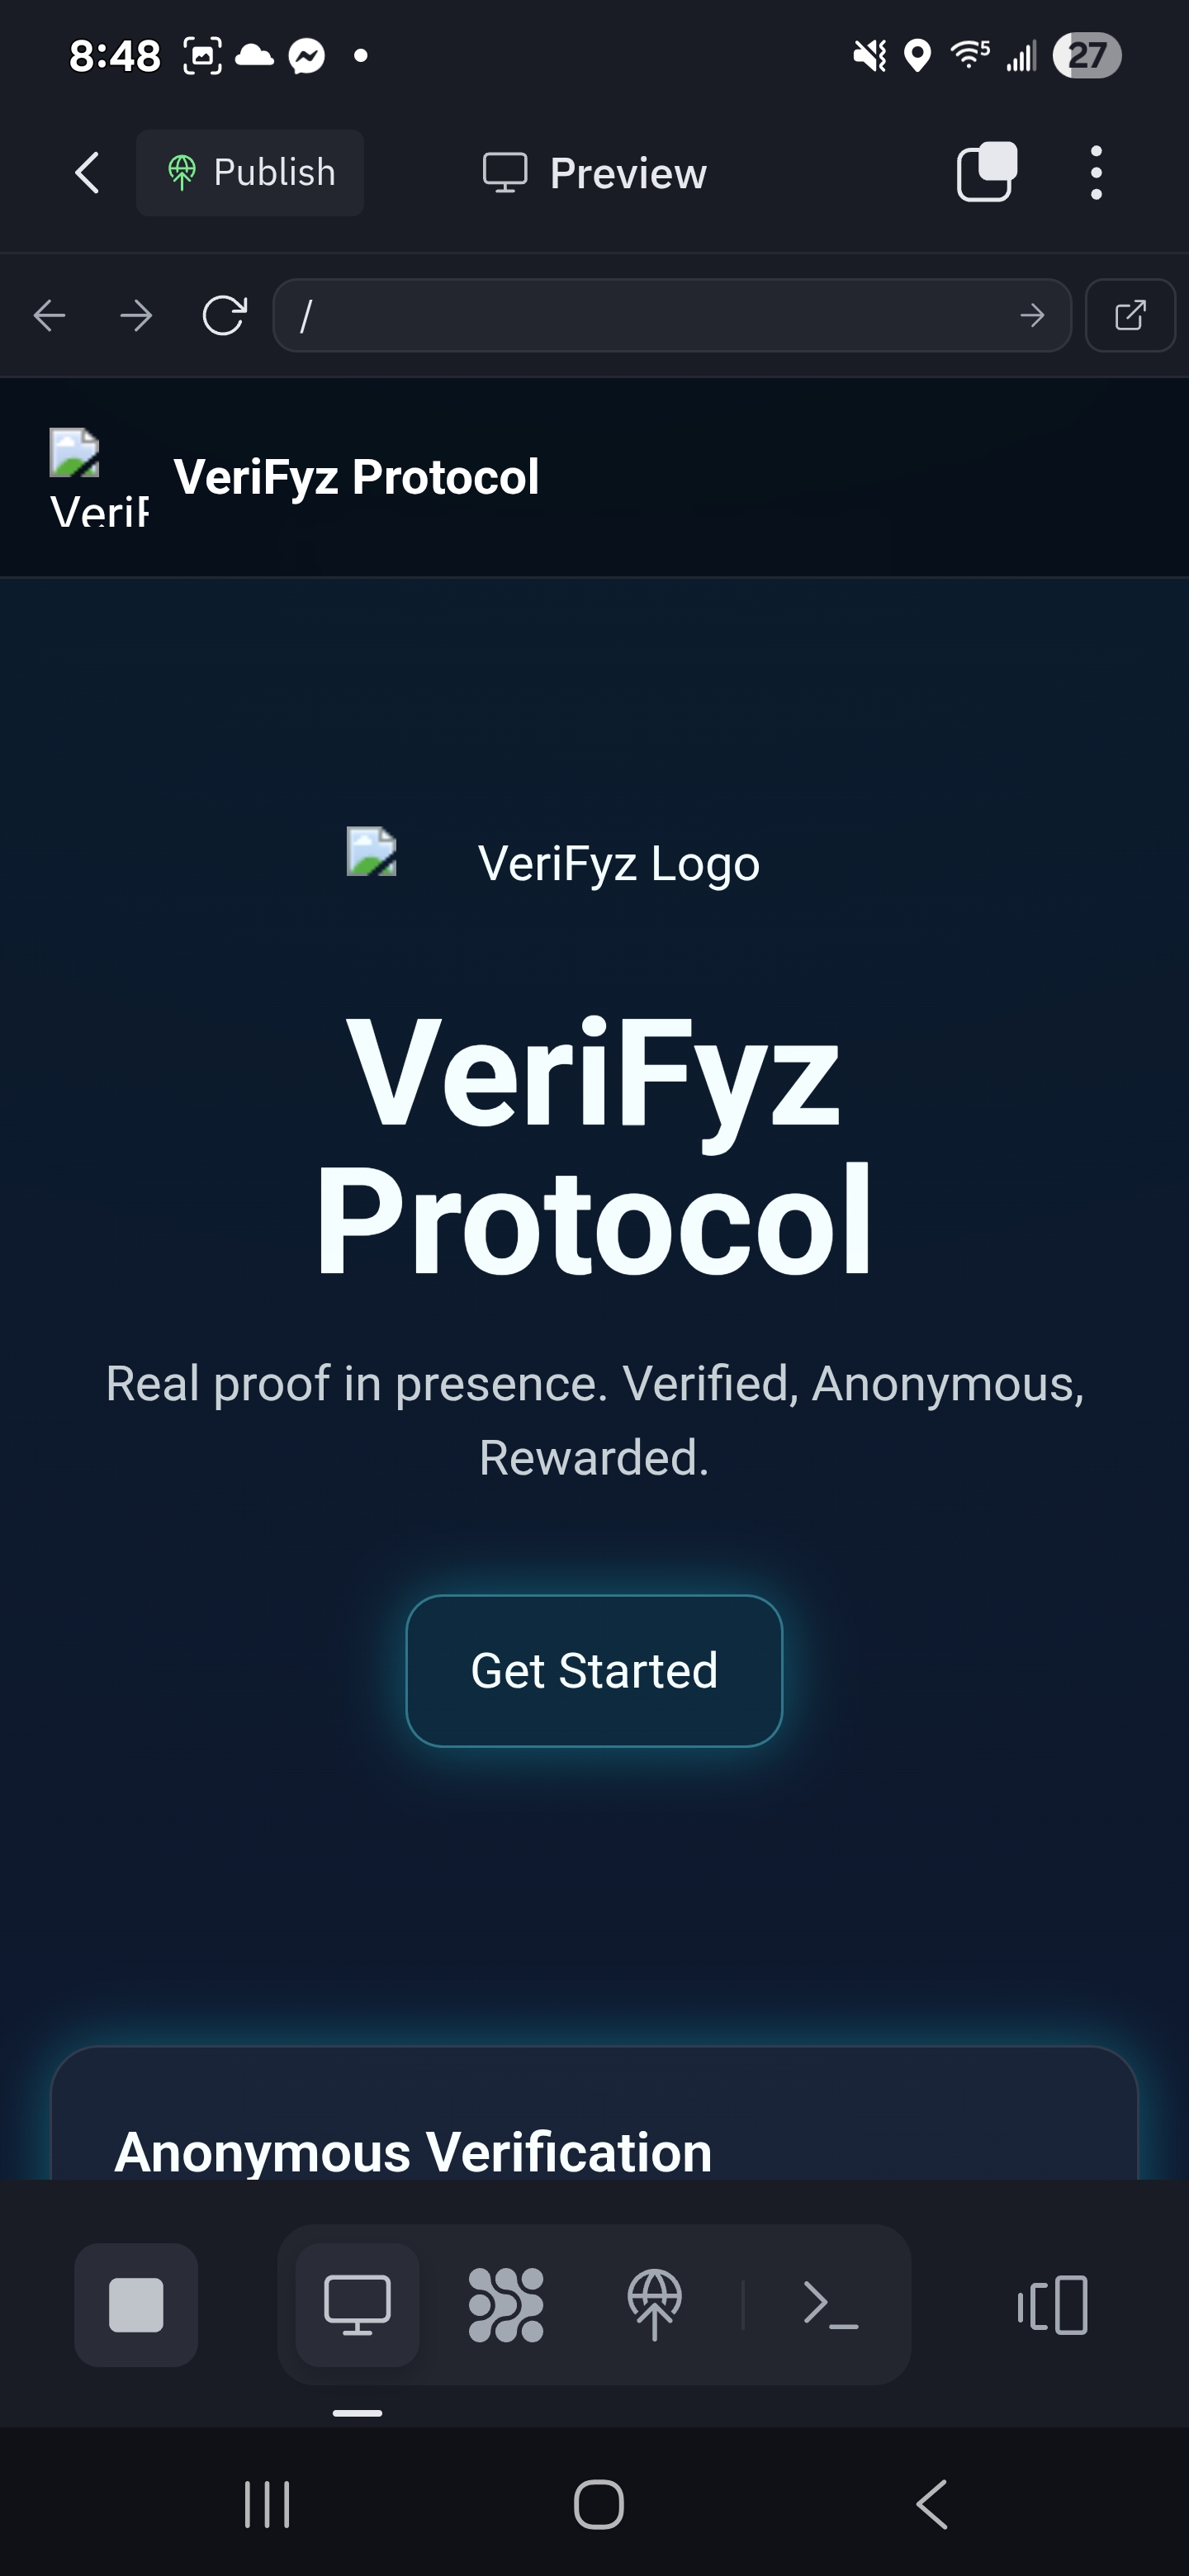 8:48
5
27
Publish
Preview
/
VeriF
VeriFyz Protocol
VeriFyz Logo
VeriFyz
Protocol
Real proof in presence. Verified, Anonymous,
Rewarded.
Get Started
Anonymous Verification